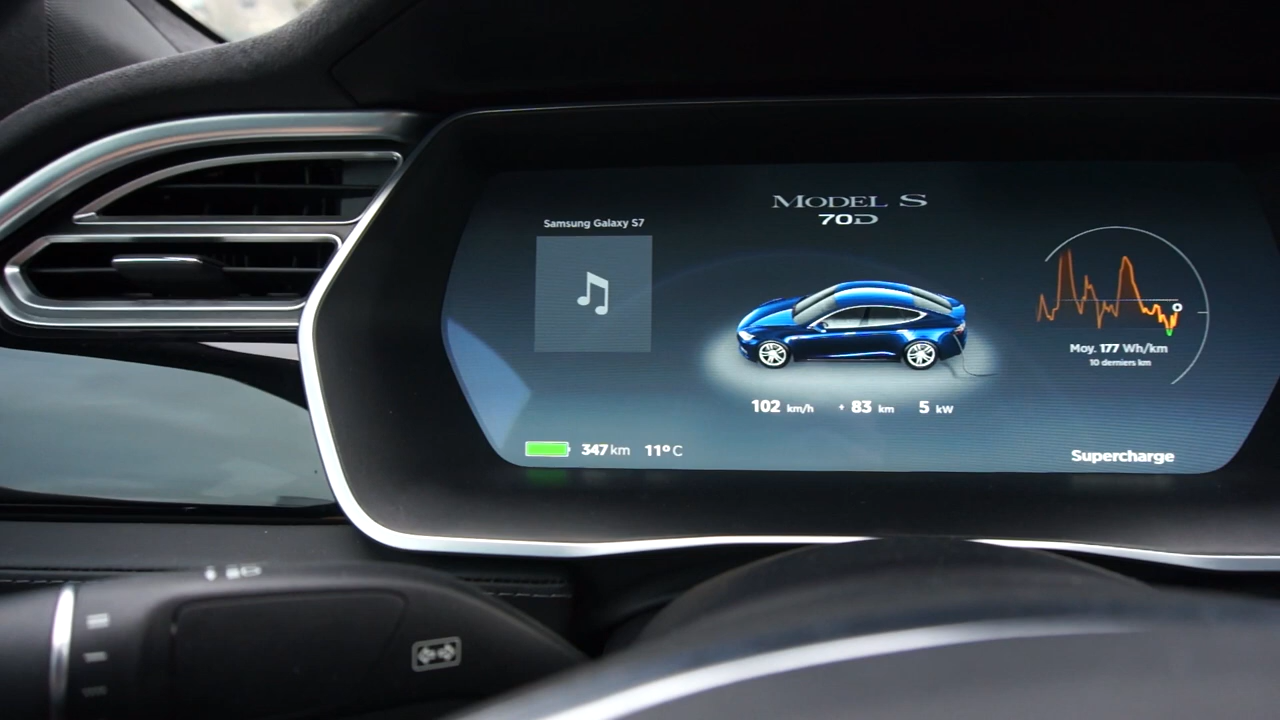 MODEL S
70D
Samsung Galaxy S7
Moy. 177 Wh/km
10 derniers km
102 km/h + 83 km 5 kW
347 km 11°C
Supercharge